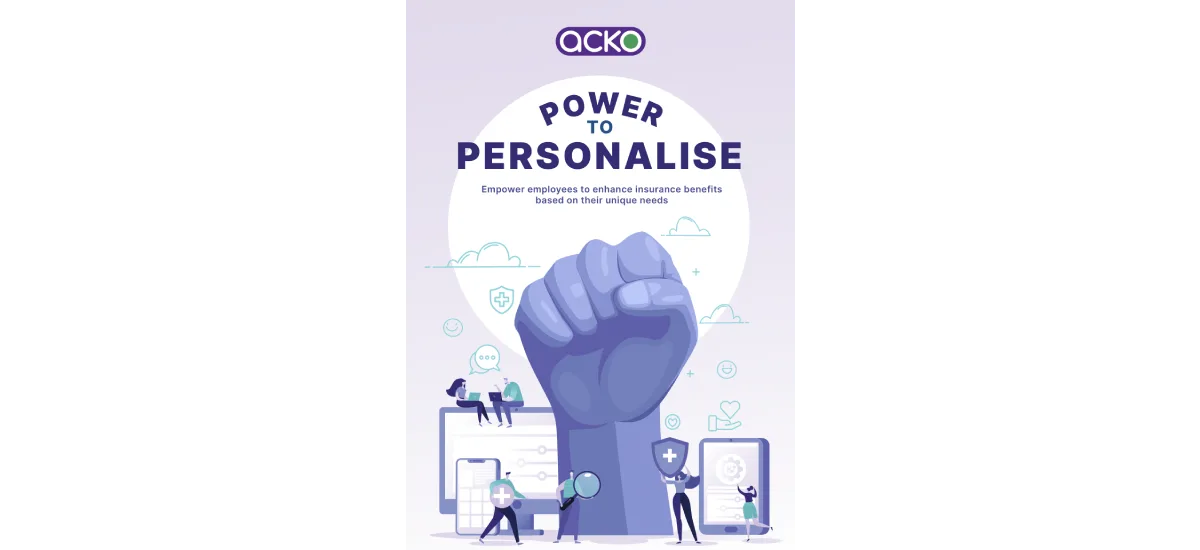 acko
POWER
TO
PERSONALISE
Empower employees to enhance insurance benefits
based on their unique needs